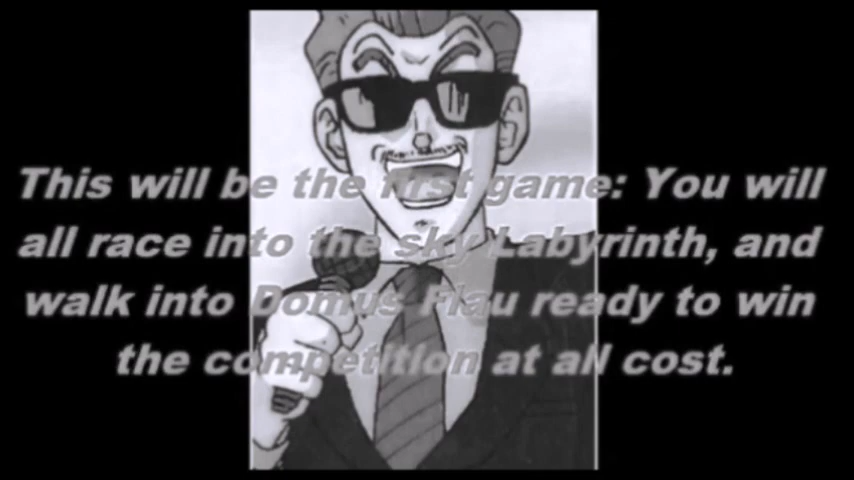 This will be the first game: You will
all race into the sky Labyrinth, and
walk into Domus Flau ready to win
the competition at all cost.